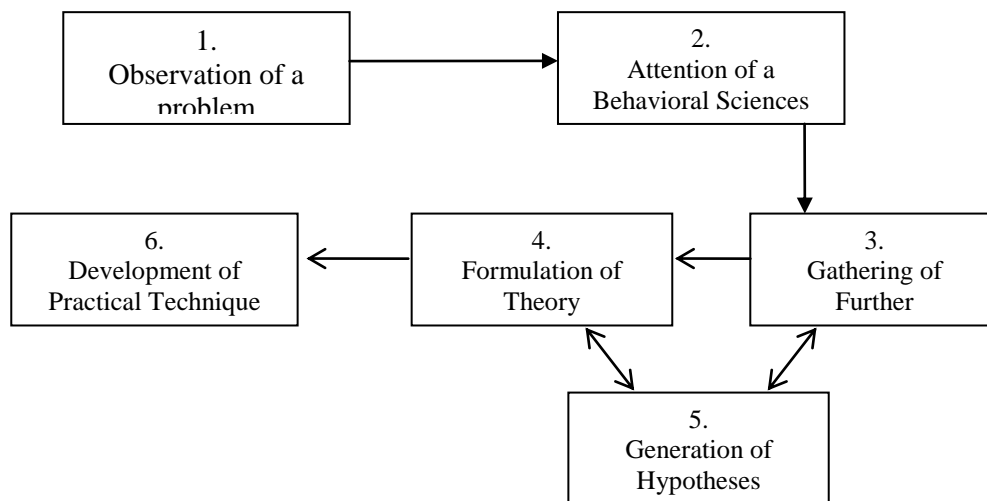 1.
Observation of a
problem
2.
Attention of a
Behavioral Sciences
3.
Gathering of
Further
4.
Formulation of
Theory
5.
Generation of
Hypotheses
6.
Development of
Practical Technique